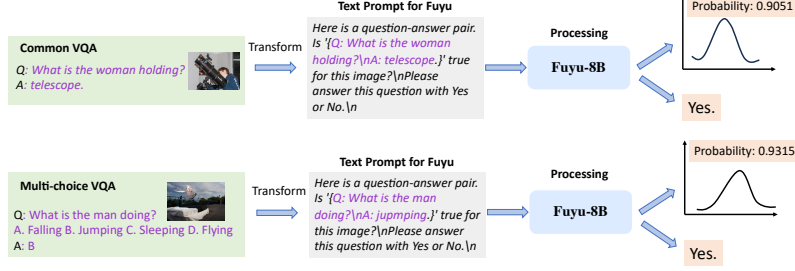 Common VQA
Q: What is the woman holding?
A: telescope.
Transform
Text Prompt for Fuyu
Here is a question-answer pair.
Is '{Q: What is the woman
holding?\nA: telescope.}' true
for this image?\nPlease
answer this question with Yes
or No.\n
Processing
Fuyu-8B
Probability: 0.9051
Yes.
Multi-choice VQA
Q: What is the man doing?
A. Falling B. Jumping C. Sleeping D. Flying
A: B
Transform
Text Prompt for Fuyu
Here is a question-answer pair.
Is '{Q: What is the man
doing?\nA: jupmping.}' true for
this image?\nPlease answer
this question with Yes or No.\n
Processing
Fuyu-8B
Probability: 0.9315
Yes.